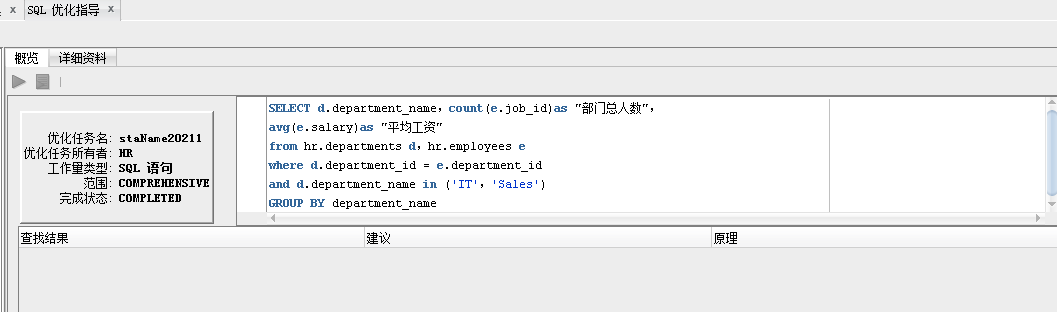 SQL 优化指导
概览 详细资料
优化任务名: staName20211
优化任务所有者: HR
工作量类型: SQL 语句
范围: COMPREHENSIVE
完成状态: COMPLETED
SELECT d.department_name，count(e.job_id)as "部门总人数"，
avg(e.salary)as "平均工资"
from hr.departments d，hr.employees e
where d.department_id = e.department_id
and d.department_name in ('IT'，'Sales')
GROUP BY department_name
查找结果 建议 原理